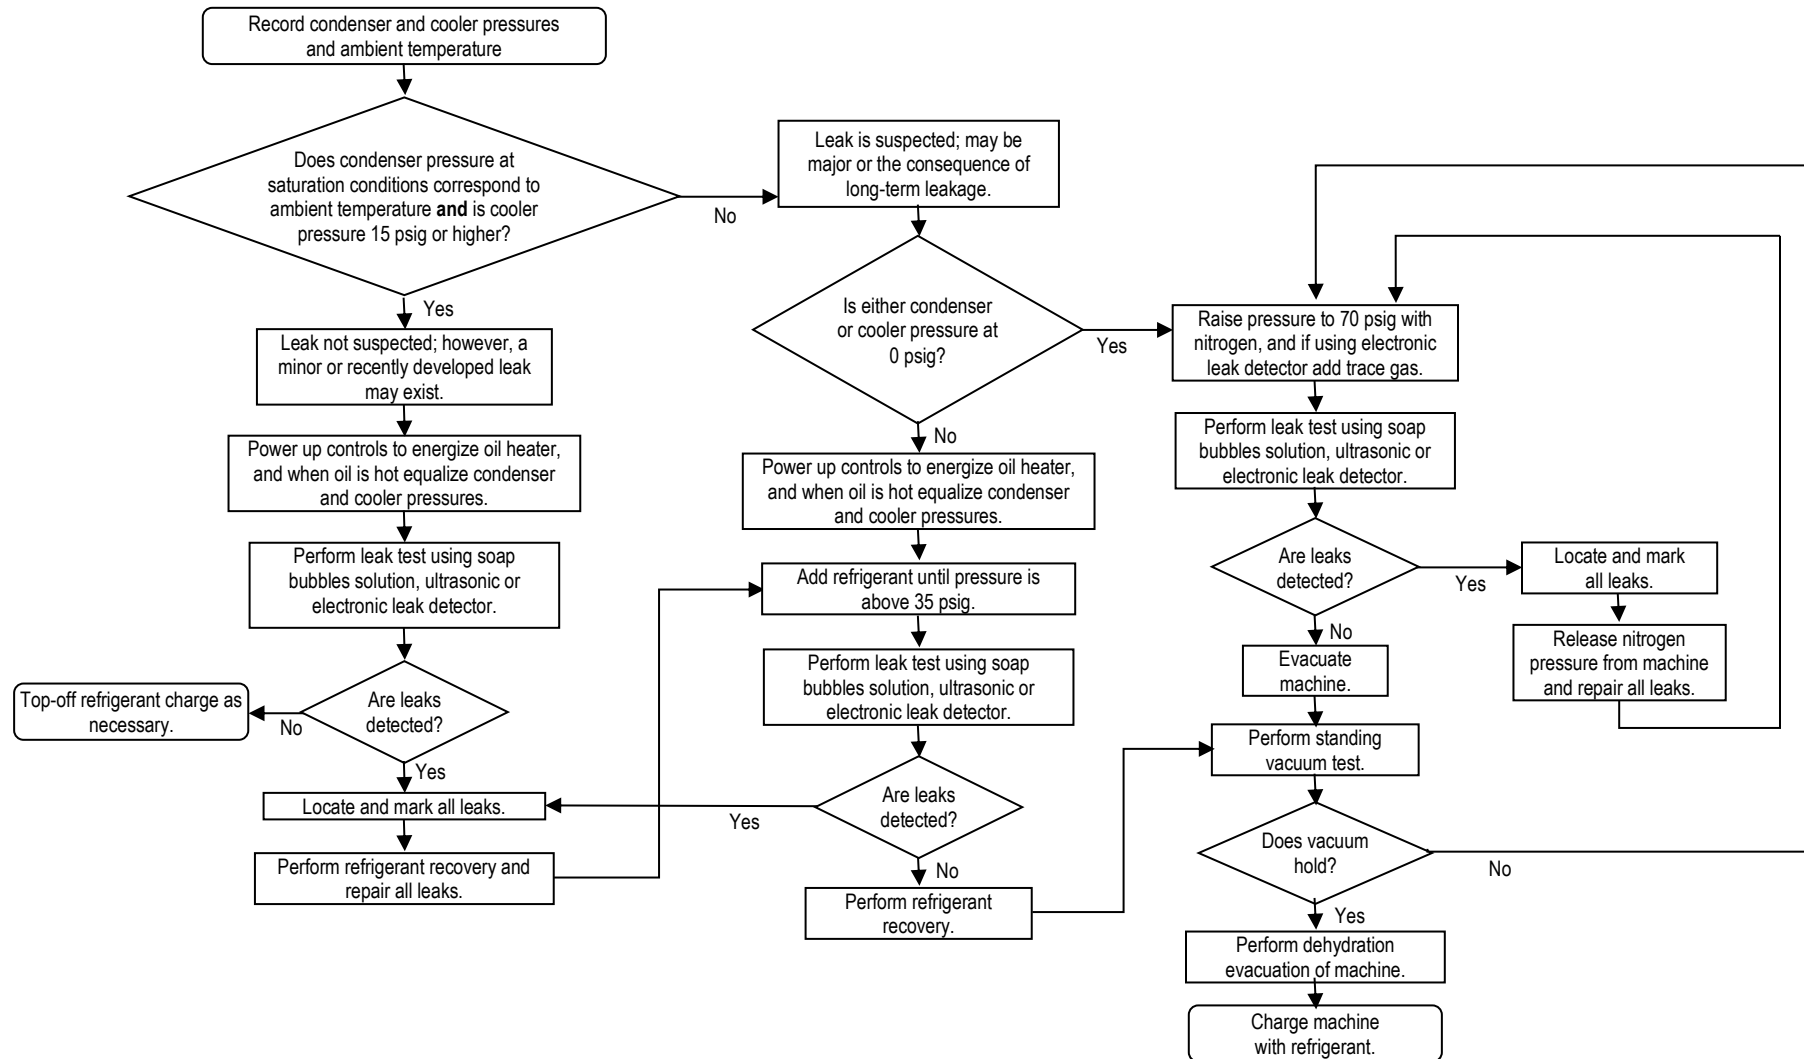 Record condenser and cooler pressures
and ambient temperature
Does condenser pressure at
saturation conditions correspond to
ambient temperature and is cooler
pressure 15 psig or higher?
No
Yes
Leak not suspected; however, a
minor or recently developed leak
may exist.
Power up controls to energize oil heater,
and when oil is hot equalize condenser
and cooler pressures.
Perform leak test using soap
bubbles solution, ultrasonic or
electronic leak detector.
Are leaks
detected?
No
Top-off refrigerant charge as
necessary.
Yes
Locate and mark all leaks.
Perform refrigerant recovery and
repair all leaks.
Leak is suspected; may be
major or the consequence of
long-term leakage.
Is either condenser
or cooler pressure at
0 psig?
Yes
No
Power up controls to energize oil heater,
and when oil is hot equalize condenser
and cooler pressures.
Add refrigerant until pressure is
above 35 psig.
Perform leak test using soap
bubbles solution, ultrasonic or
electronic leak detector.
Are leaks
detected?
Yes
No
Perform refrigerant
recovery.
Raise pressure to 70 psig with
nitrogen, and if using electronic
leak detector add trace gas.
Perform leak test using soap
bubbles solution, ultrasonic or
electronic leak detector.
Are leaks
detected?
Yes
Locate and mark
all leaks.
Release nitrogen
pressure from machine
and repair all leaks.
No
Evacuate
machine.
Perform standing
vacuum test.
Does vacuum
hold?
No
Yes
Perform dehydration
evacuation of machine.
Charge machine
with refrigerant.